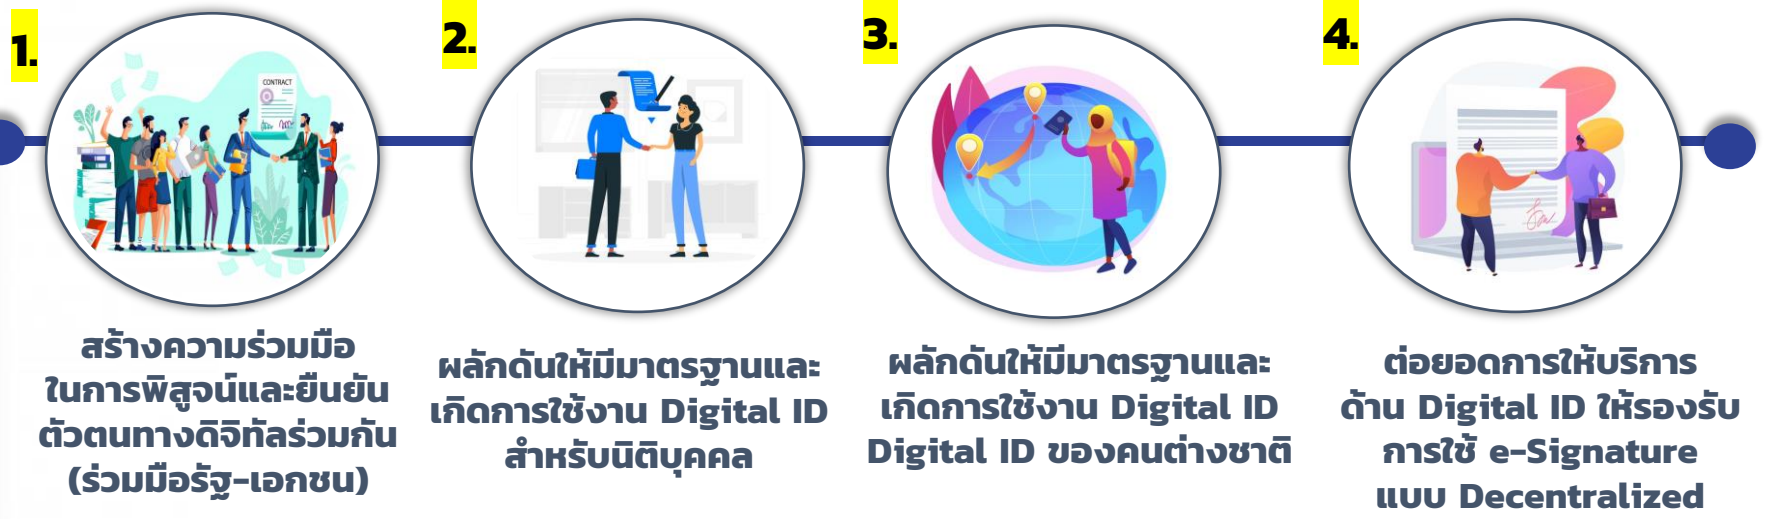 1.
CONTRACT
สร้างความร่วมมือ
ในการพิสูจน์และยืนยัน
ตัวตนทางดิจิทัลร่วมกัน
(ร่วมมือรัฐ-เอกชน)
2.
ผลักดันให้มีมาตรฐานและ
เกิดการใช้งาน Digital ID
สำหรับนิติบุคคล
3.
ผลักดันให้มีมาตรฐานและ
เกิดการใช้งาน Digital ID
Digital ID ของคนต่างชาติ
4.
ต่อยอดการให้บริการ
ด้าน Digital ID ให้รองรับ
การใช้ e-Signature
แบบ Decentralized